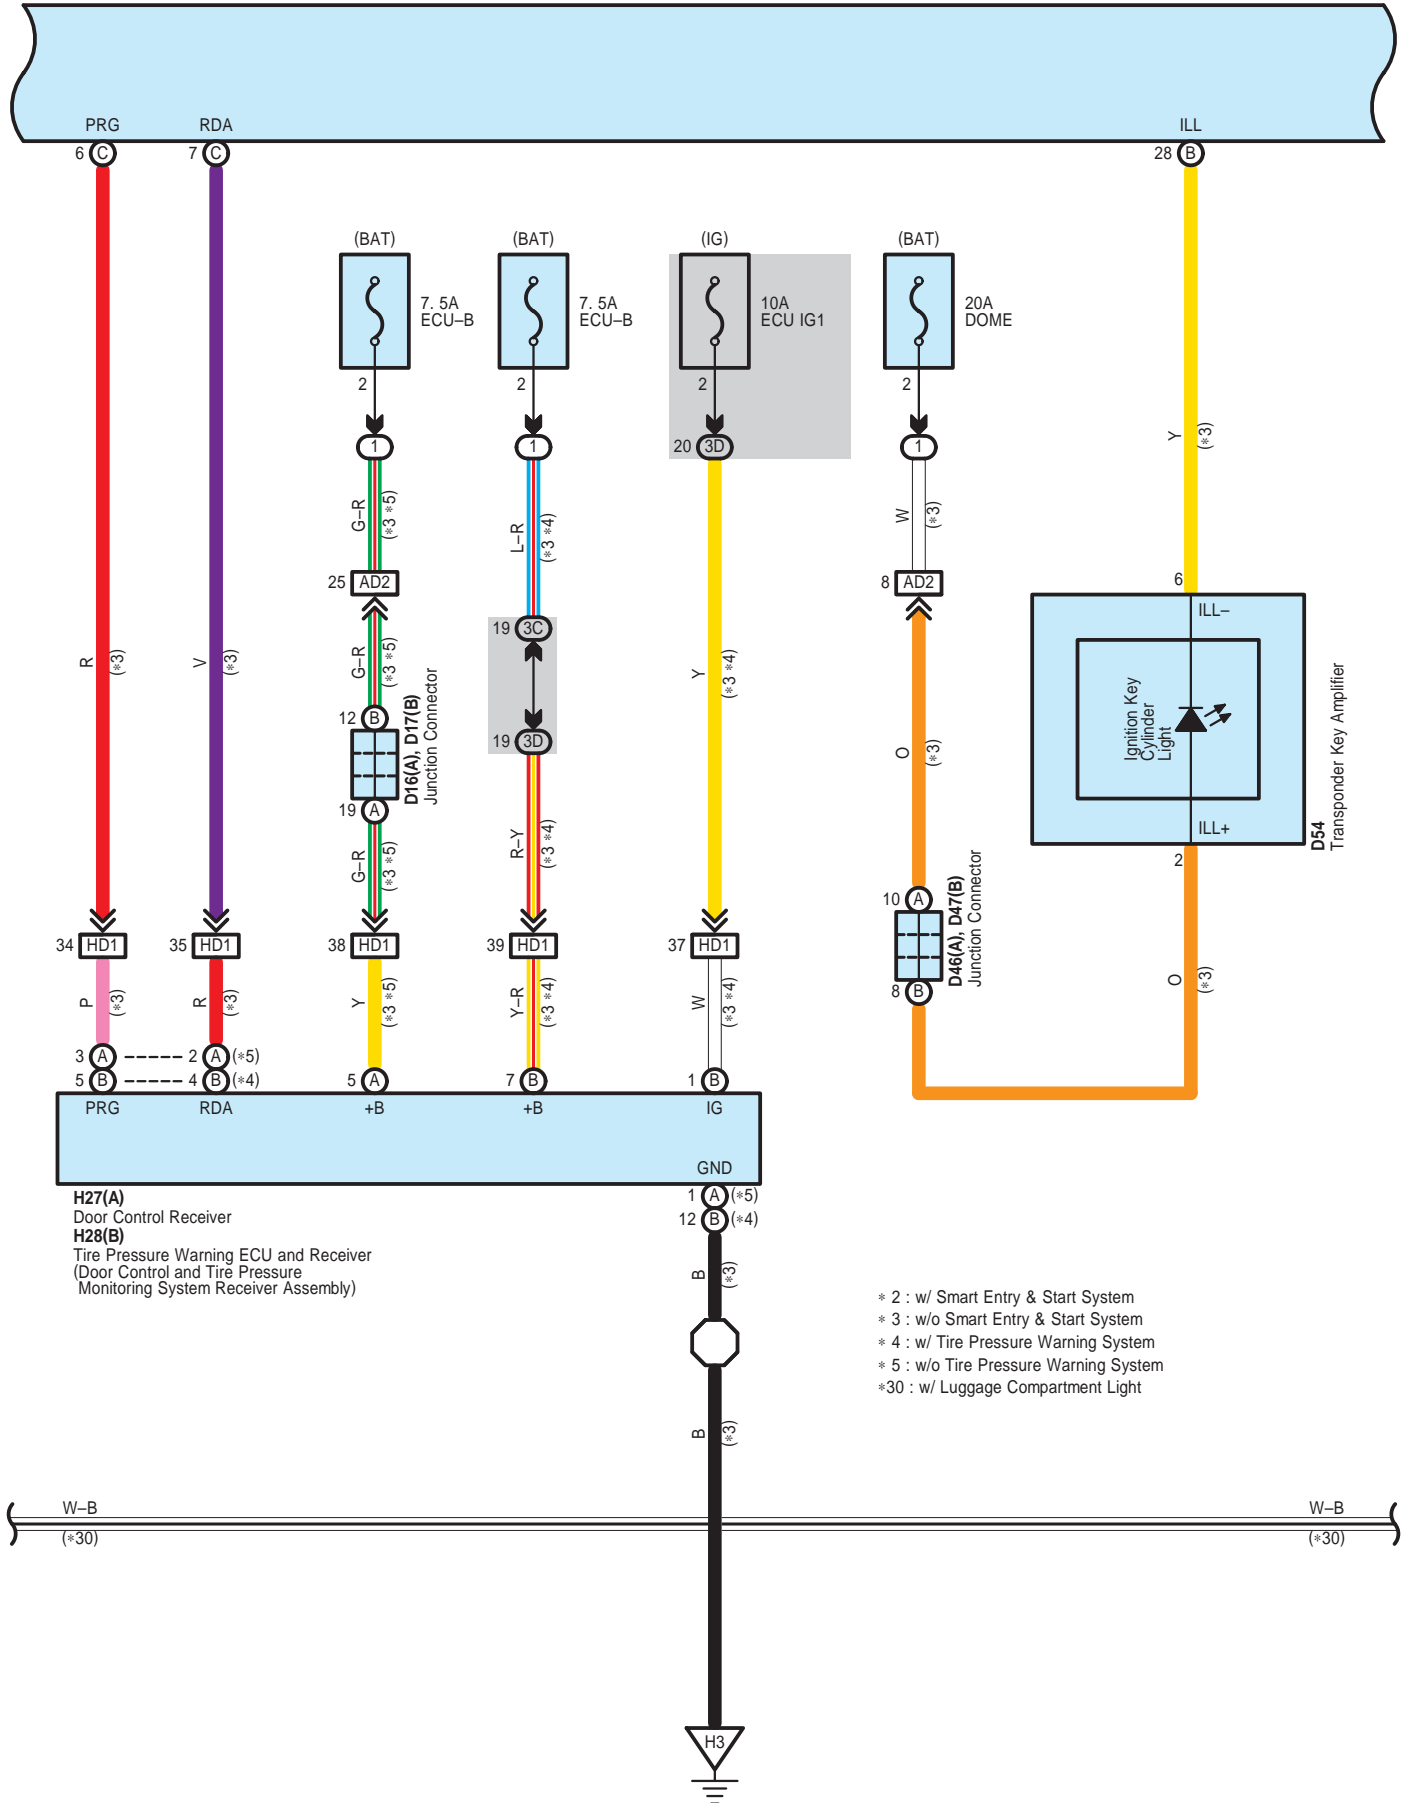 PRG RDA ILL
6 C 7 C 28 B
(BAT) (BAT) (IG) (BAT)
7. 5A
ECU–B
7. 5A
ECU–B
10A
ECU IG1
20A
DOME
2 2 2 2
1 1 20 3D 1
Y
(*3)
G–R
(*3 *5)
L–R
(*3 *4)
W
(*3)
25 AD2
8 AD2
6
ILL–
19 3C
R
(*3)
V
(*3)
G–R
(*3 *5)
Y
(*3 *4)
12 B
D16(A), D17(B)
Junction Connector
19 3D
O
(*3)
Ignition Key
Cylinder
Light
D54
Transponder Key Amplifier
19 A
ILL+
2
G–R
(*3 *5)
R–Y
(*3 *4)
10 A
D46(A), D47(B)
Junction Connector
34 HD1 35 HD1 38 HD1 39 HD1 37 HD1
8 B
P
(*3)
R
(*3)
Y
(*3 *5)
Y–R
(*3 *4)
W
(*3 *4)
O
(*3)
3 A 2 A (*5)
5 B 4 B (*4) 5 A 7 B 1 B
PRG RDA +B +B IG
GND
1 A (*5)
12 B (*4)
H27(A)
Door Control Receiver
H28(B)
Tire Pressure Warning ECU and Receiver
(Door Control and Tire Pressure
Monitoring System Receiver Assembly)
B
(*3)
* 2 : w/ Smart Entry & Start System
* 3 : w/o Smart Entry & Start System
* 4 : w/ Tire Pressure Warning System
* 5 : w/o Tire Pressure Warning System
*30 : w/ Luggage Compartment Light
B
(*3)
W–B W–B
(*30) (*30)
H3